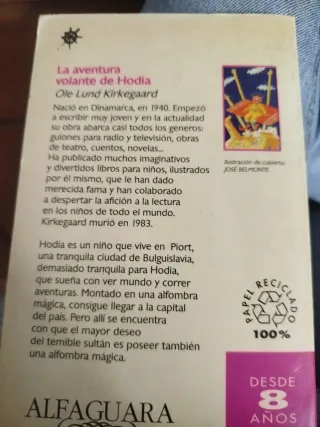 La aventura
volante de Hodia
Ole Lund Kirkegaard
Nació en Dinamarca, en 1940. Empezó
a escribir muy joven y en la actualidad
su obra abarca casi todos los generos:
guiones para radio y televisión, obras
de teatro, cuentos, novelas...
Ha publicado muchos imaginativos
y divertidos libros para niños, ilustrados
por él mismo, que le han dado
merecida fama y han colaborado
a despertar la afición a la lectura
en los niños de todo el mundo.
Kirkegaard murió en 1983.
Ilustración de cubierta:
JOSÉ BELMONTE
Hodia es un niño que vive en Piort,
una tranquila ciudad de Bulguislavia,
demasiado tranquila para Hodia,
que sueña con ver mundo y correr
aventuras. Montado en una alfombra
mágica, consigue llegar a la capital
del país. Pero allí se encuentra
con que el mayor deseo
del temible sultán es poseer también
una alfombra mágica.
PAPEL RECICLADO
100%
DESDE
8
AÑOS
ALFAGUARA